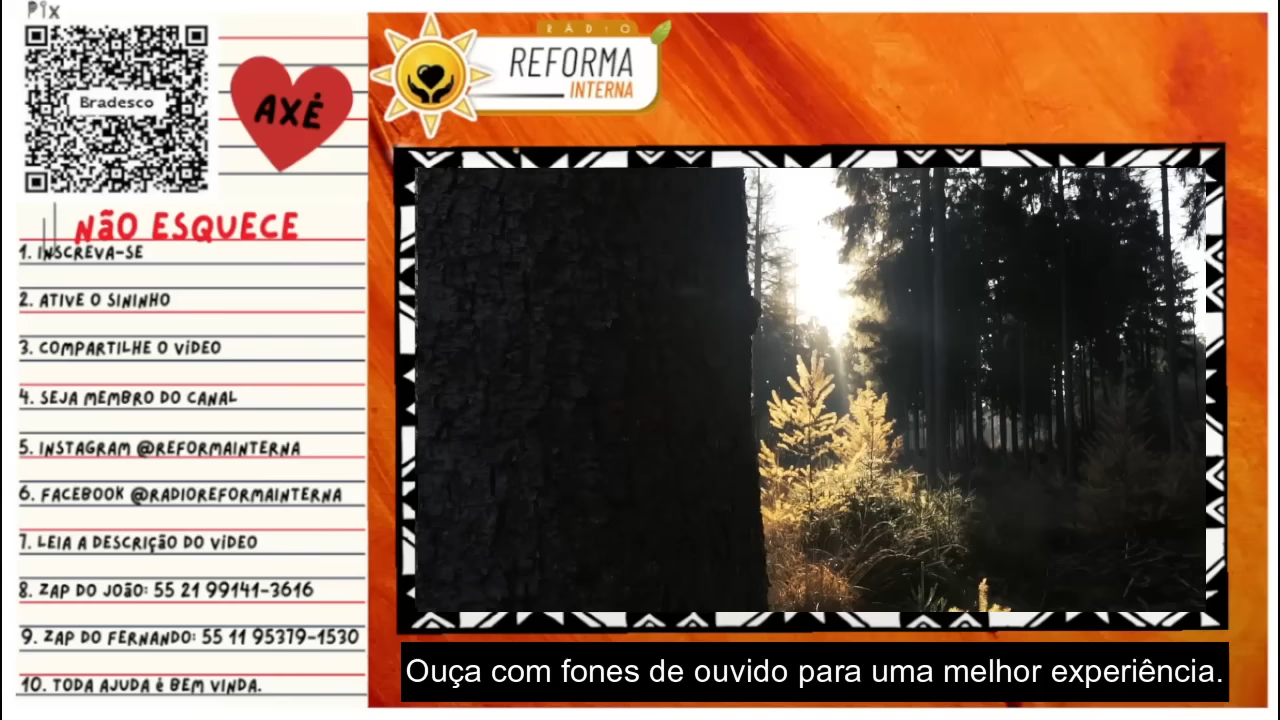 Pix
Bradesco
AXÉ
NÃO ESQUECE
1. INSCREVA-SE
2. ATIVE O SININHO
3. COMPARTILHE O VÍDEO
4. SEJA MEMBRO DO CANAL
5. INSTAGRAM @REFORMAINTERNA
6. FACEBOOK @RADIOREFORMAINTERNA
7. LEIA A DESCRIÇÃO DO VÍDEO
8. ZAP DO JOÃO: 55 21 99141-3616
9. ZAP DO FERNANDO: 55 11 95379-1530
10. TODA AJUDA É BEM VINDA.
RÁDIO
REFORMA
INTERNA
Ouça com fones de ouvido para uma melhor experiência.